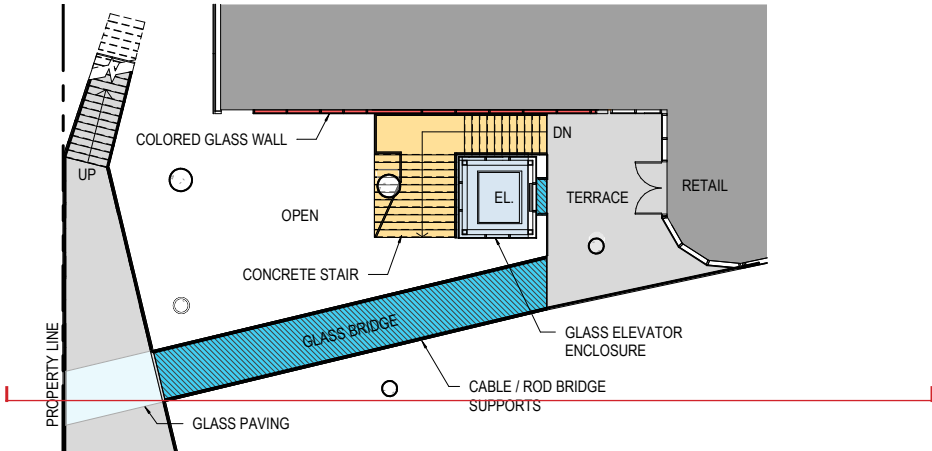 COLORED GLASS WALL
DN
UP
EL.
TERRACE
RETAIL
OPEN
CONCRETE STAIR
GLASS BRIDGE
GLASS ELEVATOR
ENCLOSURE
PROPERTY LINE
CABLE / ROD BRIDGE
SUPPORTS
GLASS PAVING